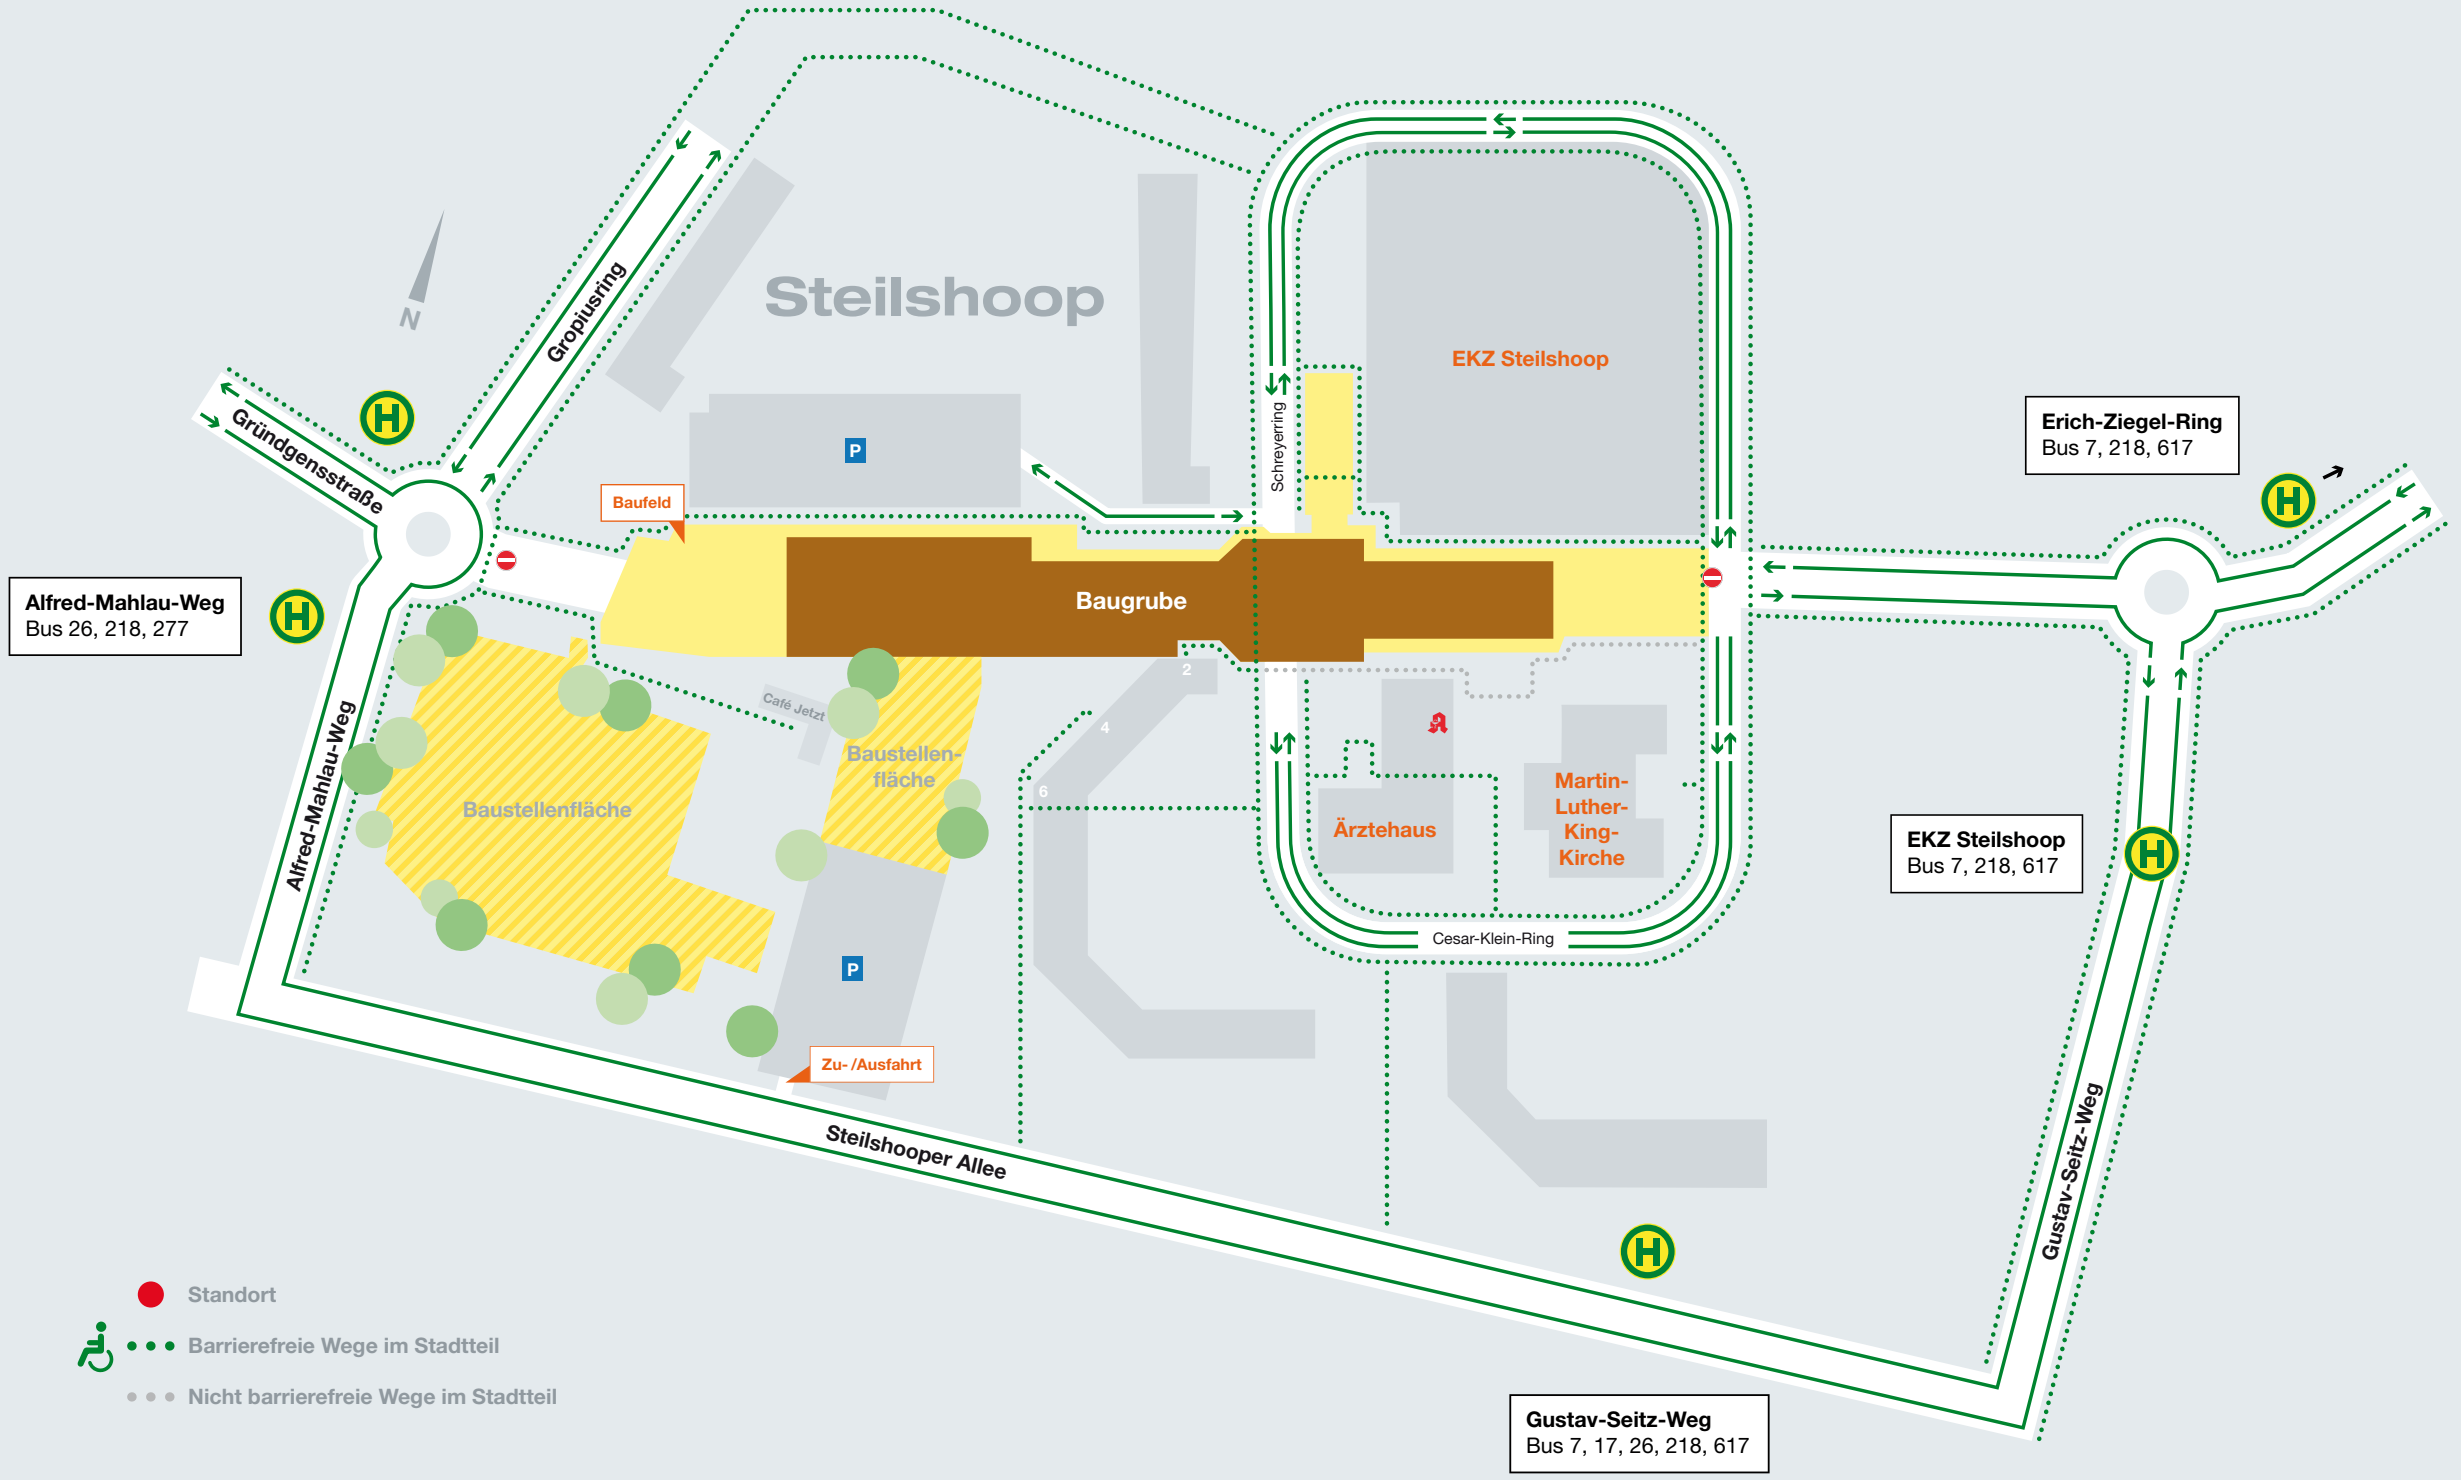 Steilshoop
Gropiusring
N
Gründgensstraße
EKZ Steilshoop
Schreyerring
Erich-Ziegel-Ring
Bus 7, 218, 617
H
H
P
Baufeld
Baugrube
Alfred-Mahlau-Weg
Bus 26, 218, 277
H
2
Café Jetzt
4
Baustellen-
fläche
6
Baustellenfläche
Alfred-Mahlau-Weg
Martin-
Luther-
King-
Kirche
Ärztehaus
EKZ Steilshoop
Bus 7, 218, 617
H
Cesar-Klein-Ring
P
Zu- /Ausfahrt
Steilshooper Allee
Gustav-Seitz-Weg
H
Standort
Barrierefreie Wege im Stadtteil
Nicht barrierefreie Wege im Stadtteil
Gustav-Seitz-Weg
Bus 7, 17, 26, 218, 617